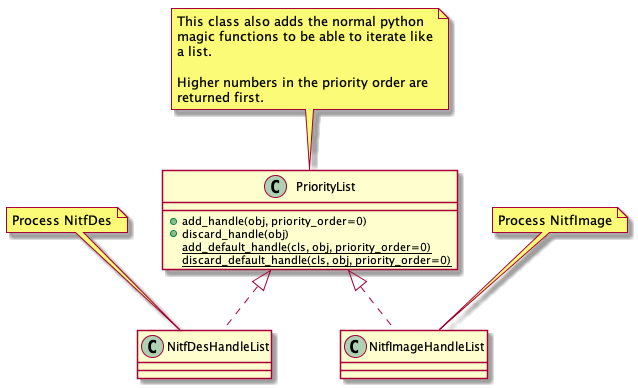 This class also adds the normal python
magic functions to be able to iterate like
a list.
Higher numbers in the priority order are
returned first.
C PriorityList
add_handle(obj, priority_order=0)
discard_handle(obj)
add_default_handle(cls, obj, priority_order=0)
discard_default_handle(cls, obj, priority_order=0)
Process NitfDes
Process NitfImage
C NitfDesHandleList
C NitfImageHandleList